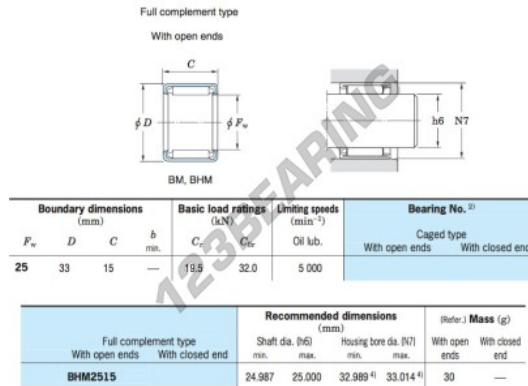 Full complement type
With open ends
C
φD
φFw
h6
N7
BM, BHM
123BEARING
Boundary dimensions
(mm)
Basic load ratings
(kN)
Limiting speeds
(min⁻¹)
Bearing No. ²⁾
Fw D C b min. Cr C0r Oil lub.
Caged type
With open ends With closed end
25 33 15 — 19.5 32.0 5 000
Recommended dimensions
(mm)
(Refer.) Mass (g)
Full complement type
Shaft dia. (h6) Housing bore dia. (N7) With open ends With closed end
With open ends With closed end
min. max. min. max.
BHM2515 24.987 25.000 32.989 ⁴⁾ 33.014 ⁴⁾ 30 —